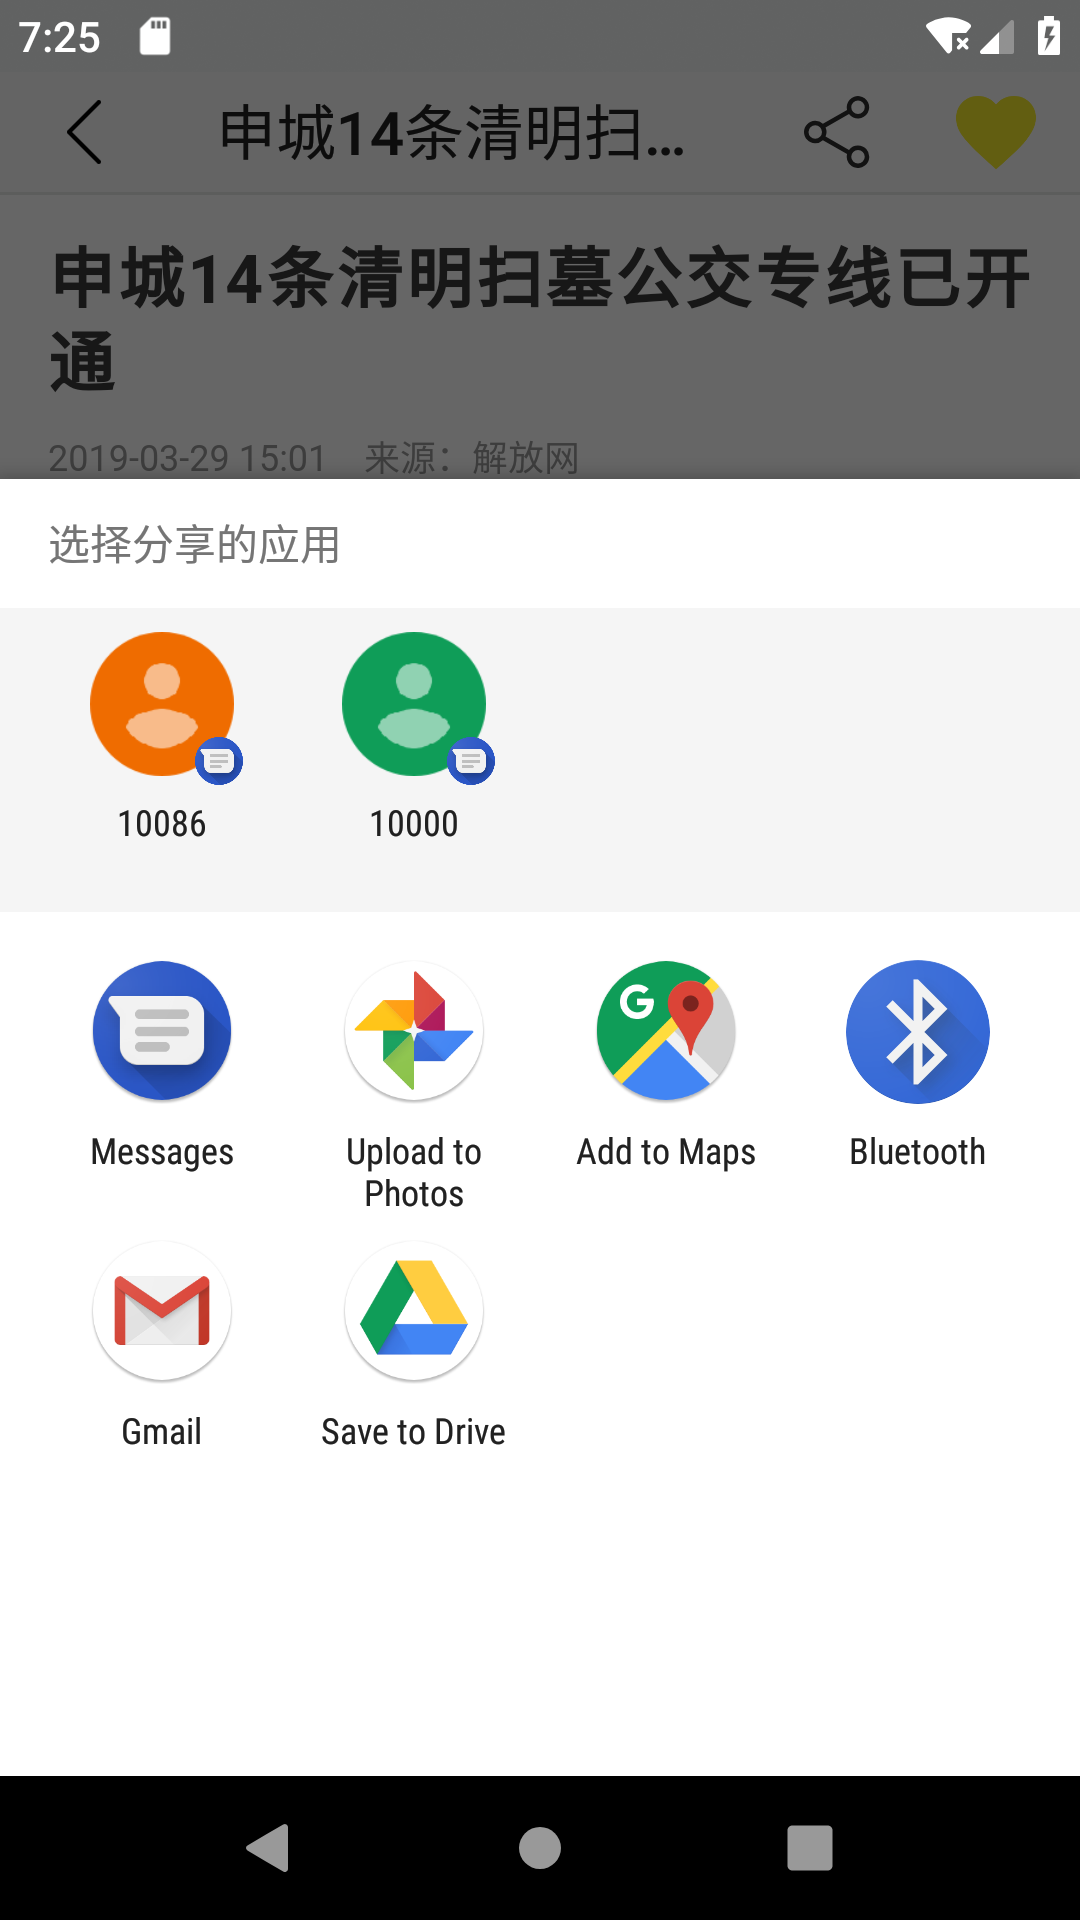 7:25
申城14条清明扫...
申城14条清明扫墓公交专线已开
通
2019-03-29 15:01 来源：解放网
选择分享的应用
10086
10000
Messages
Upload to
Photos
Add to Maps
Bluetooth
Gmail
Save to Drive